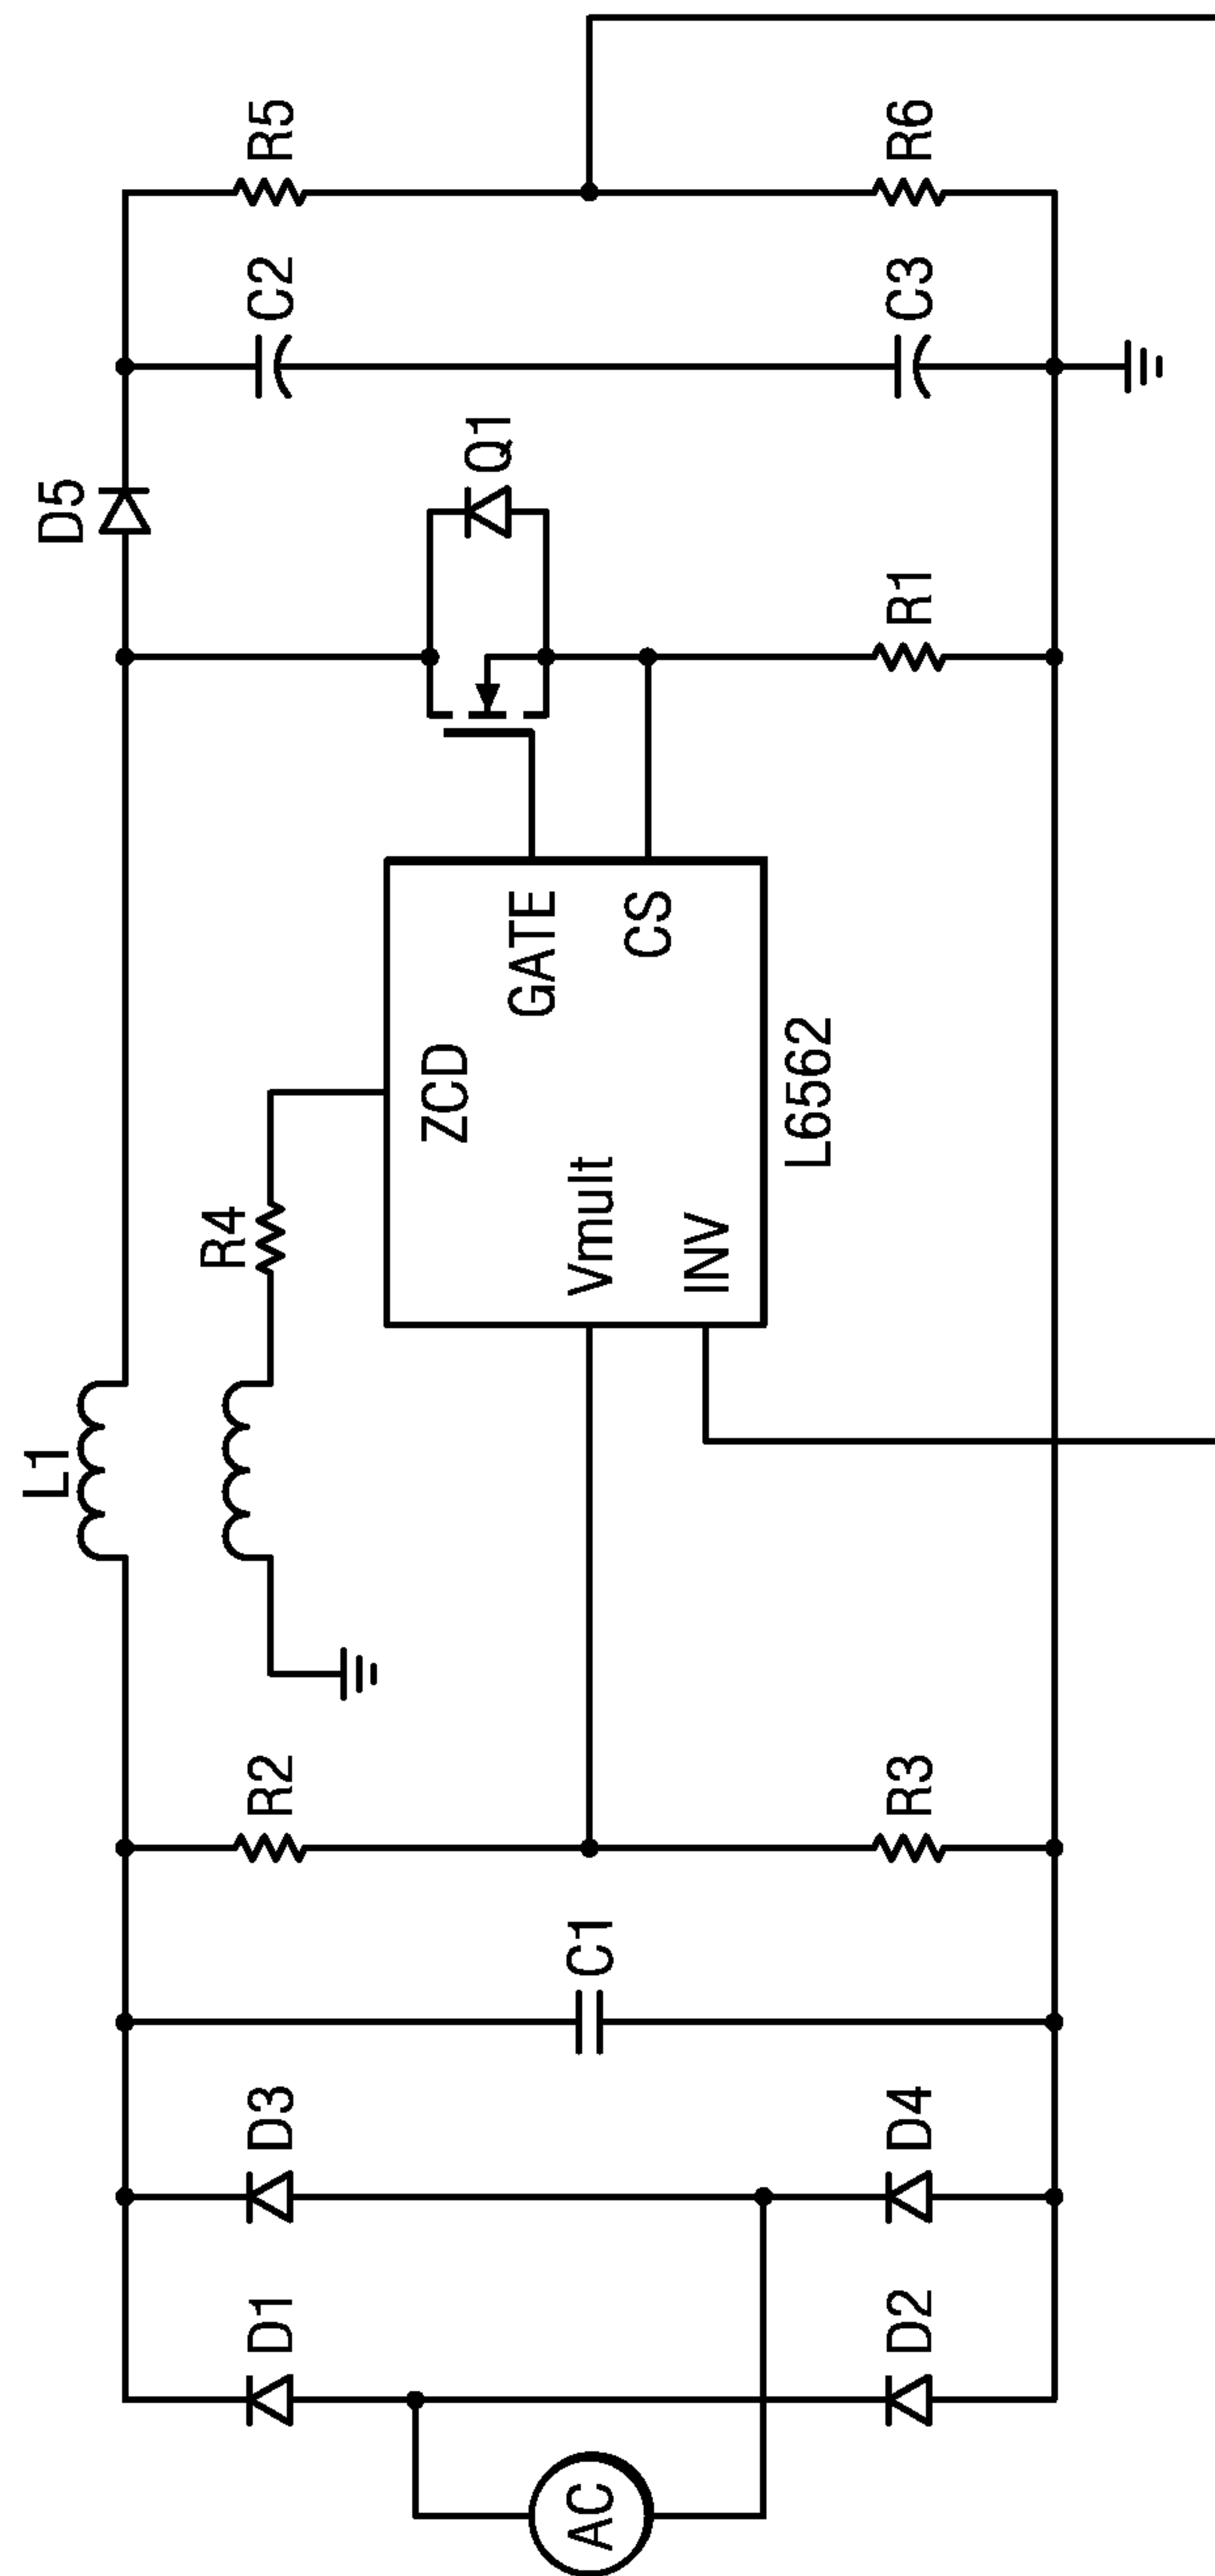 L1
D5
R4
ZCD
GATE
Vmult
CS
INV
L6562
AC
D1
D3
D2
D4
C1
R2
R3
Q1
R1
C2
C3
R5
R6